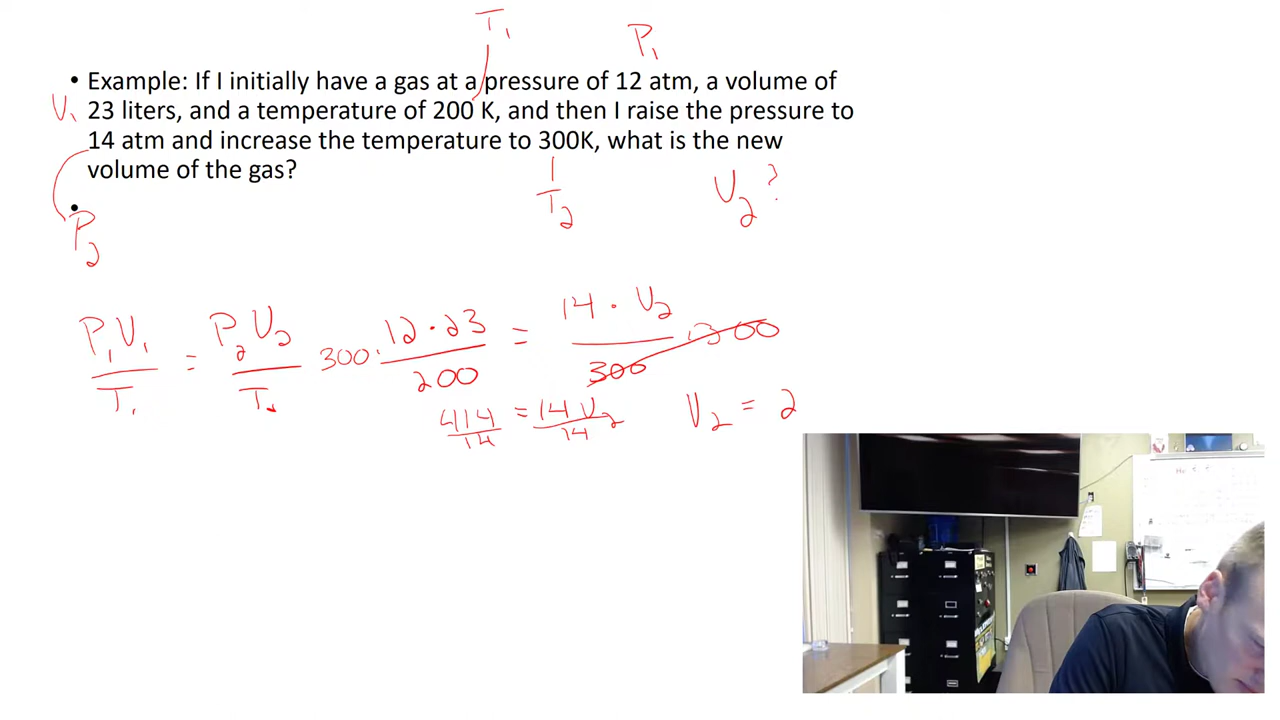 T₁
P₁
• Example: If I initially have a gas at a pressure of 12 atm, a volume of
V₁ 23 liters, and a temperature of 200 K, and then I raise the pressure to
14 atm and increase the temperature to 300K, what is the new
volume of the gas?
T₂
V₂ ?
P₂
P₁V₁ / T₁ = P₂V₂ / T₂
300 · 12 · 23 / 200 = 14 · V₂ / 300 · 300
414 / 14 = 14 V₂ / 14
V₂ = 2